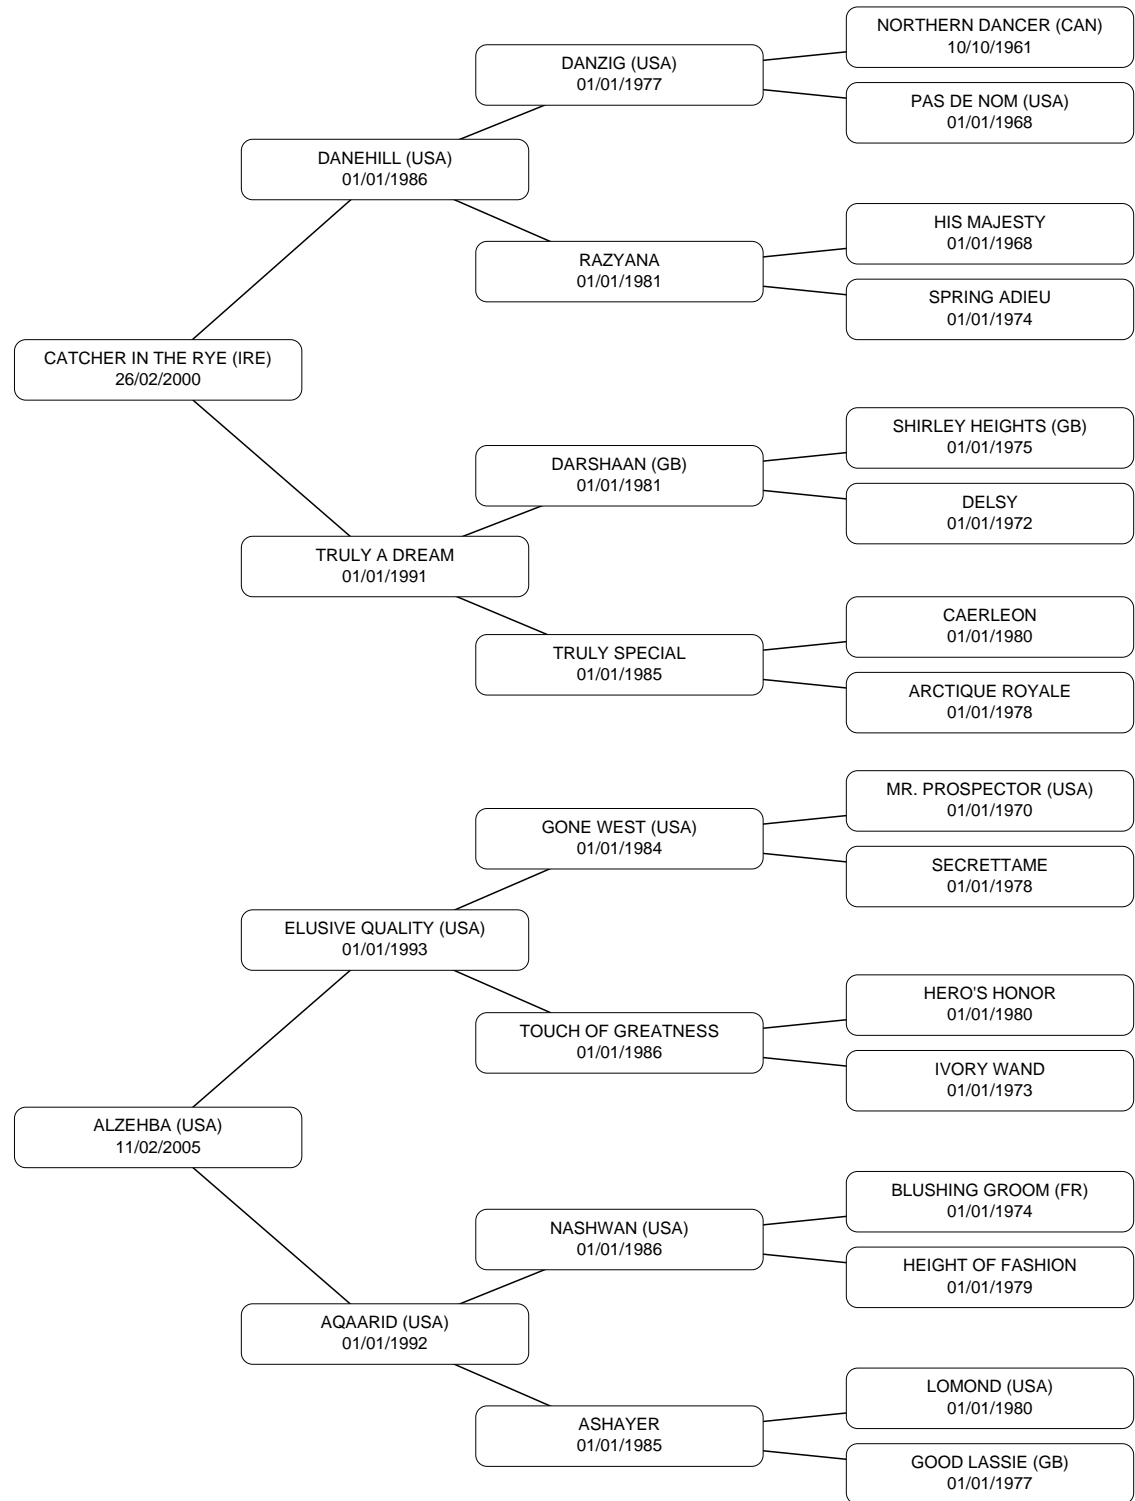 NORTHERN DANCER (CAN)
10/10/1961
DANZIG (USA)
01/01/1977
PAS DE NOM (USA)
01/01/1968
DANEHILL (USA)
01/01/1986
HIS MAJESTY
01/01/1968
RAZYANA
01/01/1981
SPRING ADIEU
01/01/1974
CATCHER IN THE RYE (IRE)
26/02/2000
SHIRLEY HEIGHTS (GB)
01/01/1975
DARSHAAN (GB)
01/01/1981
DELSY
01/01/1972
TRULY A DREAM
01/01/1991
CAERLEON
01/01/1980
TRULY SPECIAL
01/01/1985
ARCTIQUE ROYALE
01/01/1978
MR. PROSPECTOR (USA)
01/01/1970
GONE WEST (USA)
01/01/1984
SECRETTAME
01/01/1978
ELUSIVE QUALITY (USA)
01/01/1993
HERO'S HONOR
01/01/1980
TOUCH OF GREATNESS
01/01/1986
IVORY WAND
01/01/1973
ALZEHBA (USA)
11/02/2005
BLUSHING GROOM (FR)
01/01/1974
NASHWAN (USA)
01/01/1986
HEIGHT OF FASHION
01/01/1979
AQAARID (USA)
01/01/1992
LOMOND (USA)
01/01/1980
ASHAYER
01/01/1985
GOOD LASSIE (GB)
01/01/1977